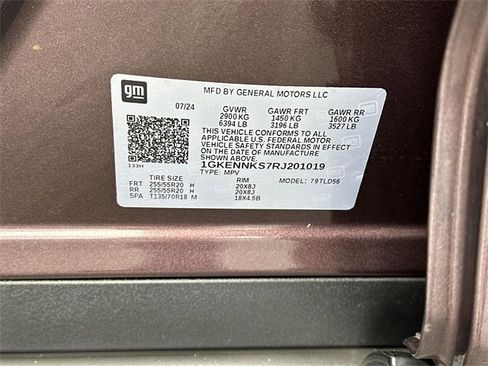 gm
MFD BY GENERAL MOTORS LLC
07/24 GVWR GAWR FRT GAWR RR
2900 KG 1450 KG 1600 KG
6394 LB 3196 LB 3527 LB
THIS VEHICLE CONFORMS TO ALL
APPLICABLE U.S. FEDERAL MOTOR
VEHICLE SAFETY STANDARDS IN EFFECT
ON THE DATE OF MANUFACTURE SHOWN
ABOVE.
1GKENNKS7RJ201019
TYPE: MPV MODEL: 79TLD56
TIRE SIZE RIM
FRT 255/55R20 H 20X8J
RR 255/55R20 H 20X8J
SPA T135/70R18 M 18X4.5B